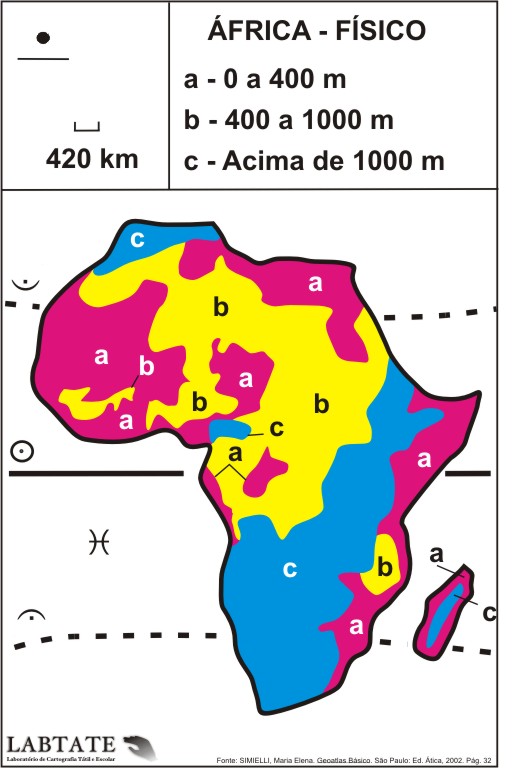 ÁFRICA - FÍSICO
a - 0 a 400 m
b - 400 a 1000 m
c - Acima de 1000 m
420 km
c
a
b
a
b
a
b
a
b
c
a
a
c
b
a
a
c
LABTATE
Laboratório de Cartografia Tátil e Escolar
Fonte: SIMIELLI, Maria Elena. Geoatlas Básico. São Paulo: Ed. Ática, 2002. Pág. 32